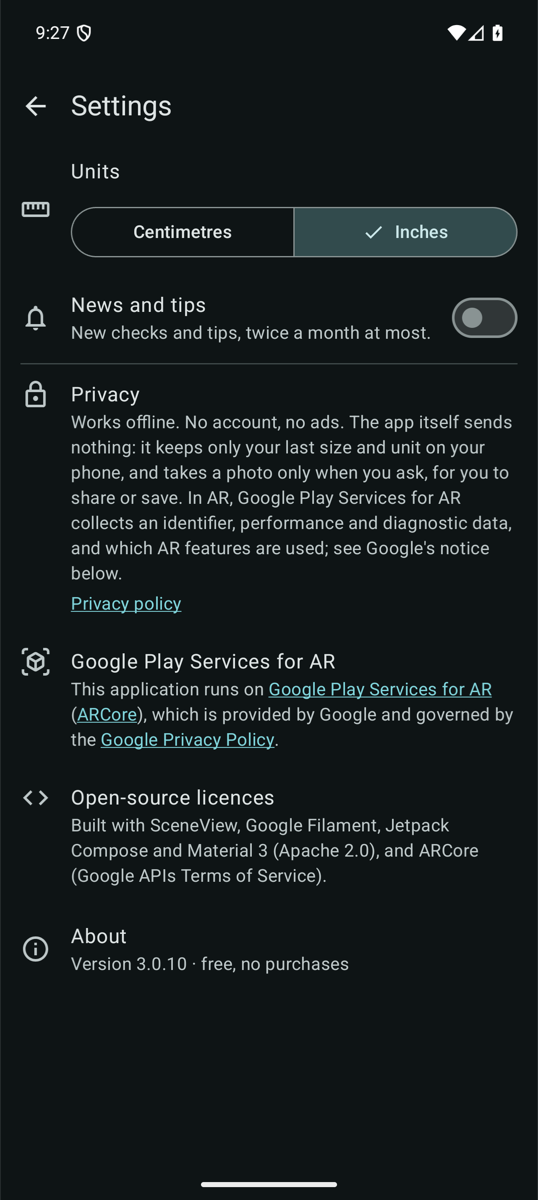 9:27
Settings
Units
Centimetres
Inches
News and tips
New checks and tips, twice a month at most.
Privacy
Works offline. No account, no ads. The app itself sends
nothing: it keeps only your last size and unit on your
phone, and takes a photo only when you ask, for you to
share or save. In AR, Google Play Services for AR
collects an identifier, performance and diagnostic data,
and which AR features are used; see Google's notice
below.
Privacy policy
Google Play Services for AR
This application runs on Google Play Services for AR
(ARCore), which is provided by Google and governed by
the Google Privacy Policy.
Open-source licences
Built with SceneView, Google Filament, Jetpack
Compose and Material 3 (Apache 2.0), and ARCore
(Google APIs Terms of Service).
About
Version 3.0.10 · free, no purchases